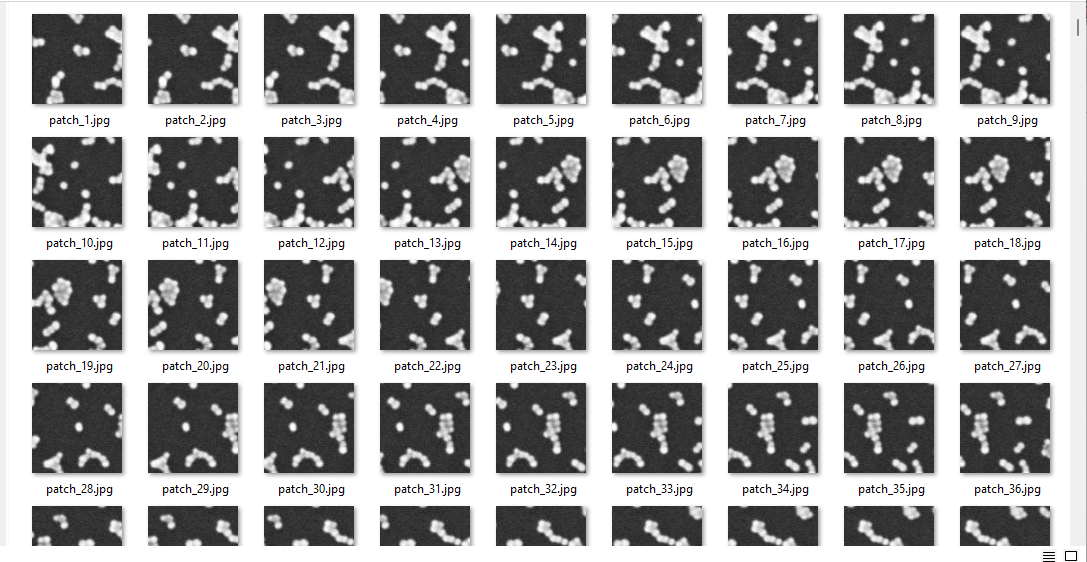 patch_1.jpg patch_2.jpg patch_3.jpg patch_4.jpg patch_5.jpg patch_6.jpg patch_7.jpg patch_8.jpg patch_9.jpg
patch_10.jpg patch_11.jpg patch_12.jpg patch_13.jpg patch_14.jpg patch_15.jpg patch_16.jpg patch_17.jpg patch_18.jpg
patch_19.jpg patch_20.jpg patch_21.jpg patch_22.jpg patch_23.jpg patch_24.jpg patch_25.jpg patch_26.jpg patch_27.jpg
patch_28.jpg patch_29.jpg patch_30.jpg patch_31.jpg patch_32.jpg patch_33.jpg patch_34.jpg patch_35.jpg patch_36.jpg